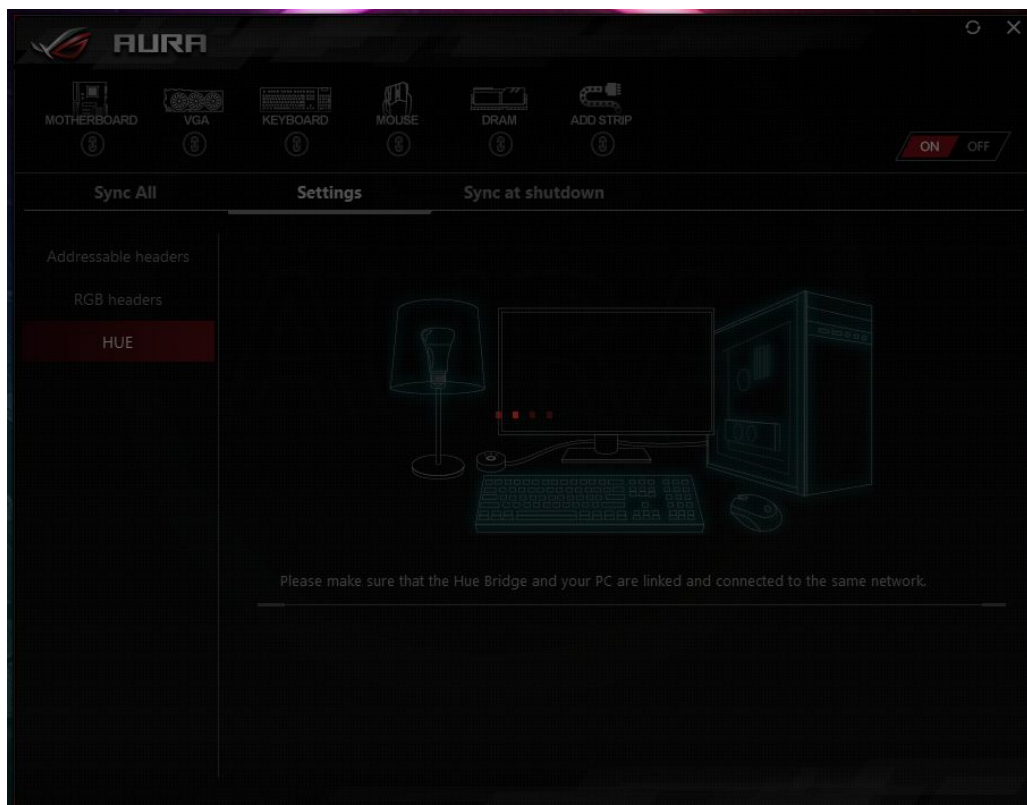 AURA
MOTHERBOARD VGA KEYBOARD MOUSE DRAM ADD STRIP
ON OFF
Sync All Settings Sync at shutdown
Addressable headers
RGB headers
HUE
Please make sure that the Hue Bridge and your PC are linked and connected to the same network.